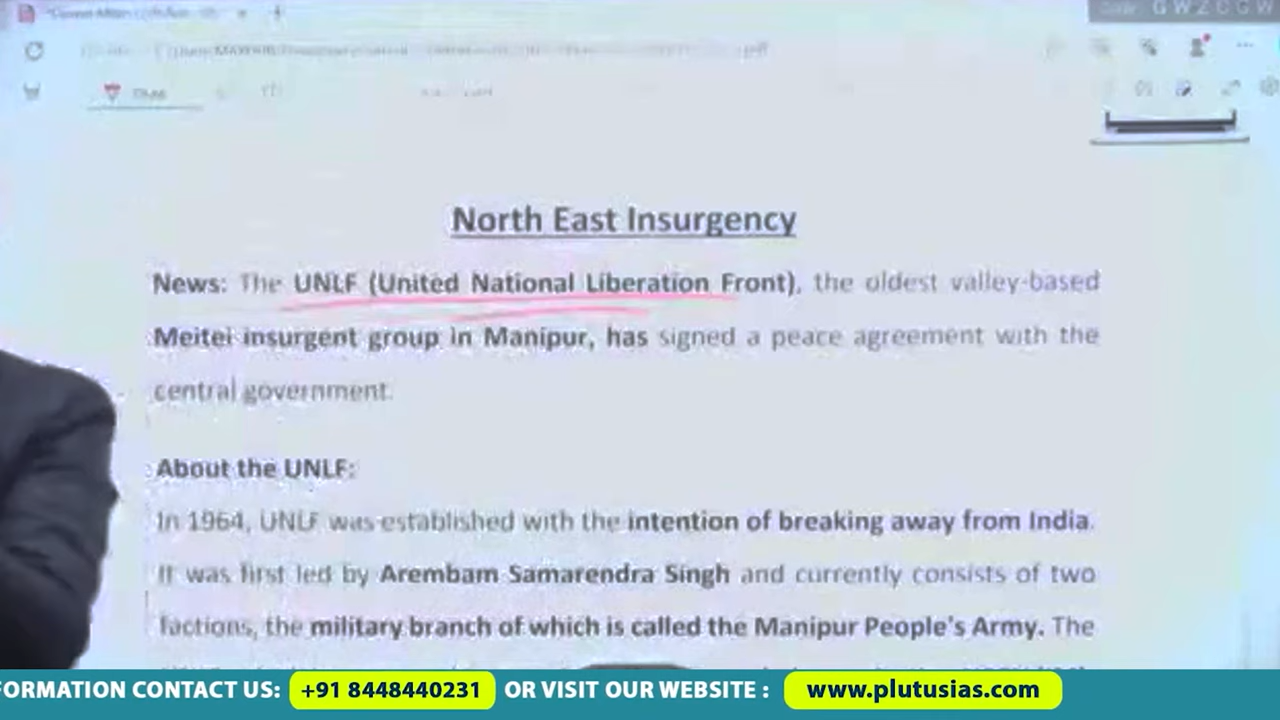 North East Insurgency
News: The UNLF (United National Liberation Front), the oldest valley-based
Meitei insurgent group in Manipur, has signed a peace agreement with the
central government.
About the UNLF:
In 1964, UNLF was established with the intention of breaking away from India.
It was first led by Arembam Samarendra Singh and currently consists of two
factions, the military branch of which is called the Manipur People's Army. The
FORMATION CONTACT US: +91 8448440231 OR VISIT OUR WEBSITE : www.plutusias.com